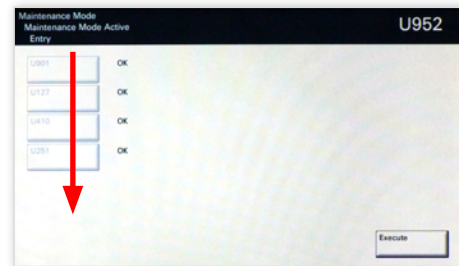 Maintenance Mode
Maintenance Mode Active
Entry
U952
U901 OK
U127 OK
U410 OK
U251 OK
Execute